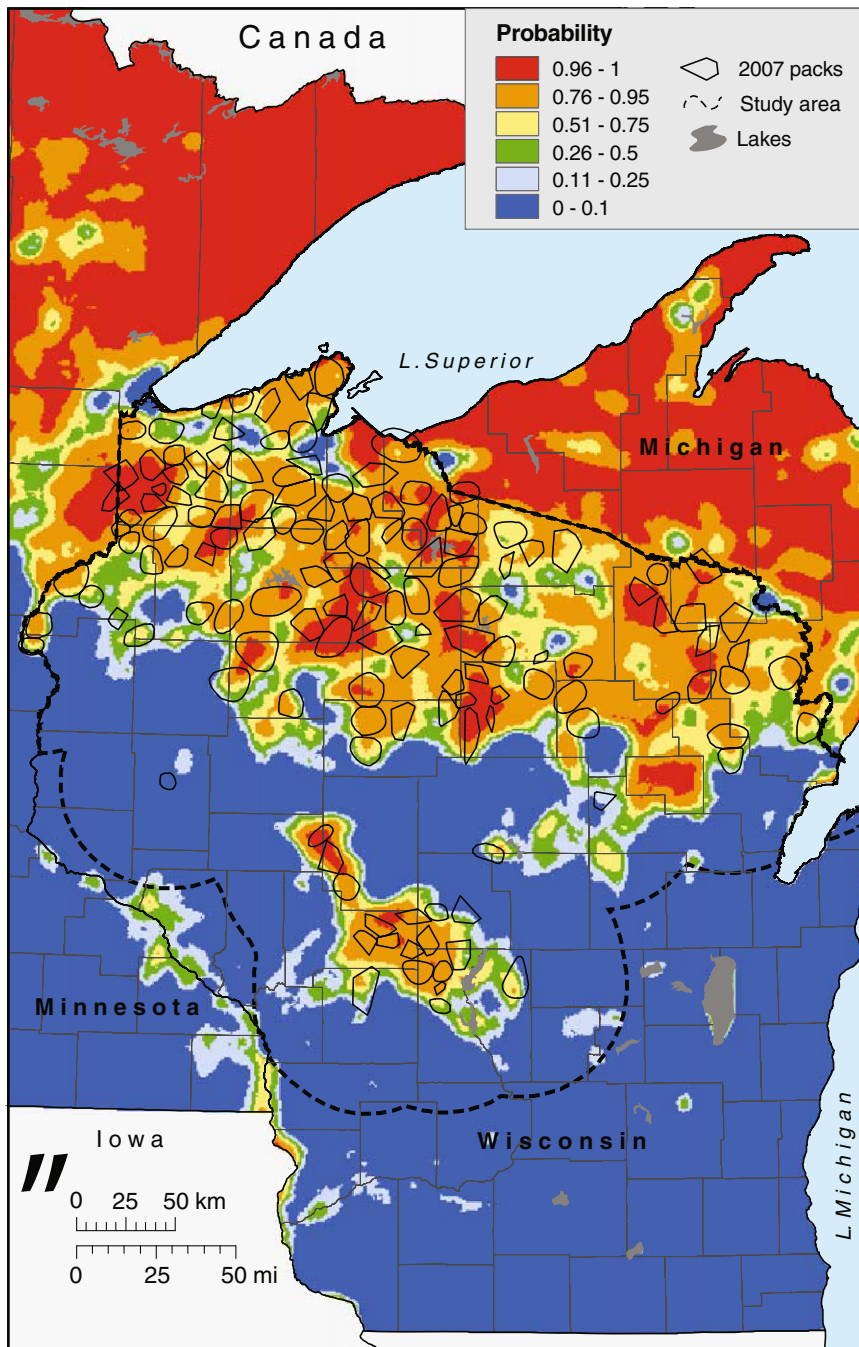 Canada
Probability
0.96 - 1
0.76 - 0.95
0.51 - 0.75
0.26 - 0.5
0.11 - 0.25
0 - 0.1
2007 packs
Study area
Lakes
L. Superior
Michigan
Minnesota
Wisconsin
Iowa
L. Michigan
0 25 50 km
0 25 50 mi